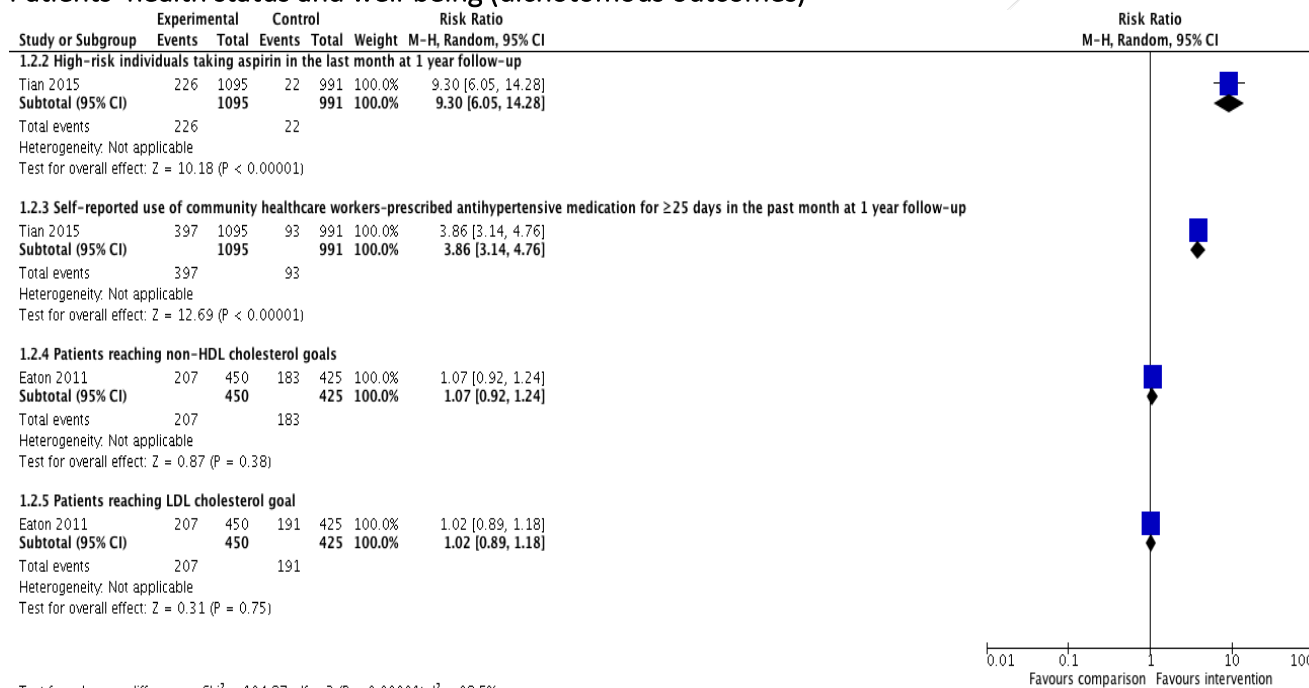 Patients' health status and well-being (dichotomous outcomes)
Experimental Control Risk Ratio Risk Ratio
Study or Subgroup Events Total Events Total Weight M-H, Random, 95% CI M-H, Random, 95% CI
1.2.2 High-risk individuals taking aspirin in the last month at 1 year follow-up
Tian 2015 226 1095 22 991 100.0% 9.30 [6.05, 14.28]
Subtotal (95% CI) 1095 991 100.0% 9.30 [6.05, 14.28]
Total events 226 22
Heterogeneity: Not applicable
Test for overall effect: Z = 10.18 (P < 0.00001)
1.2.3 Self-reported use of community healthcare workers-prescribed antihypertensive medication for ≥25 days in the past month at 1 year follow-up
Tian 2015 397 1095 93 991 100.0% 3.86 [3.14, 4.76]
Subtotal (95% CI) 1095 991 100.0% 3.86 [3.14, 4.76]
Total events 397 93
Heterogeneity: Not applicable
Test for overall effect: Z = 12.69 (P < 0.00001)
1.2.4 Patients reaching non-HDL cholesterol goals
Eaton 2011 207 450 183 425 100.0% 1.07 [0.92, 1.24]
Subtotal (95% CI) 450 425 100.0% 1.07 [0.92, 1.24]
Total events 207 183
Heterogeneity: Not applicable
Test for overall effect: Z = 0.87 (P = 0.38)
1.2.5 Patients reaching LDL cholesterol goal
Eaton 2011 207 450 191 425 100.0% 1.02 [0.89, 1.18]
Subtotal (95% CI) 450 425 100.0% 1.02 [0.89, 1.18]
Total events 207 191
Heterogeneity: Not applicable
Test for overall effect: Z = 0.31 (P = 0.75)
0.01 0.1 1 10 100
Favours comparison Favours intervention